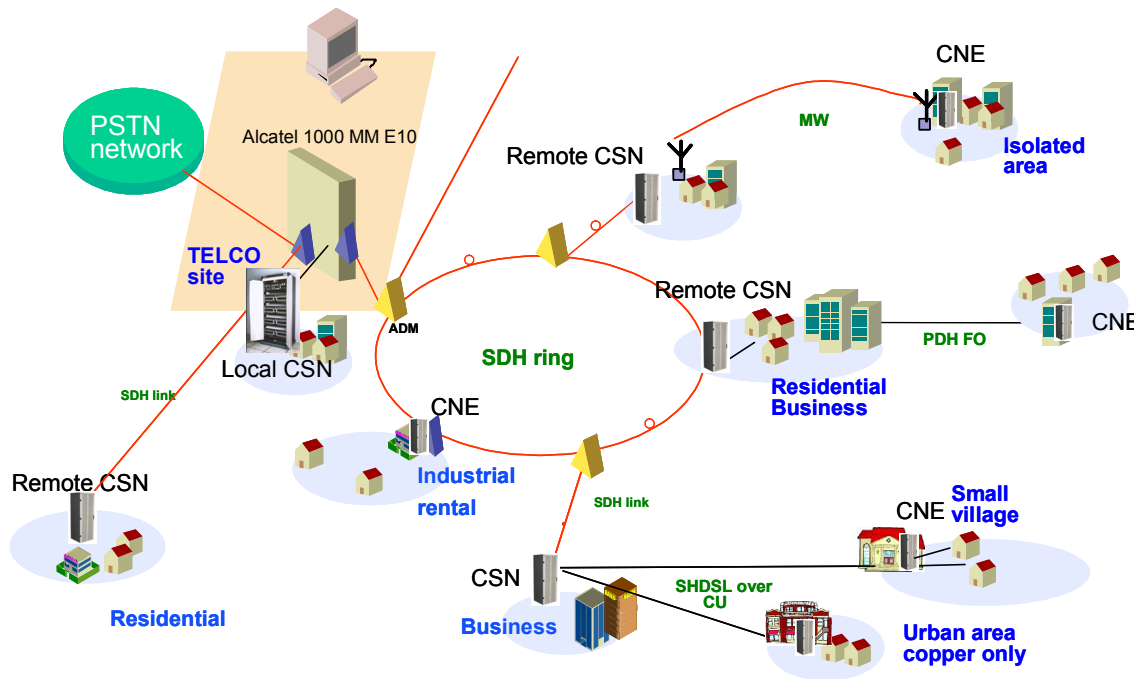 CNE
MW
PSTN
network
Alcatel 1000 MM E10
Remote CSN
Isolated
area
TELCO
site
Remote CSN
ADM
SDH ring
PDH FO
CNE
Local CSN
SDH link
Residential
Business
CNE
Industrial
rental
Remote CSN
SDH link
Small
village
CNE
CSN
SHDSL over
CU
Residential
Business
Urban area
copper only